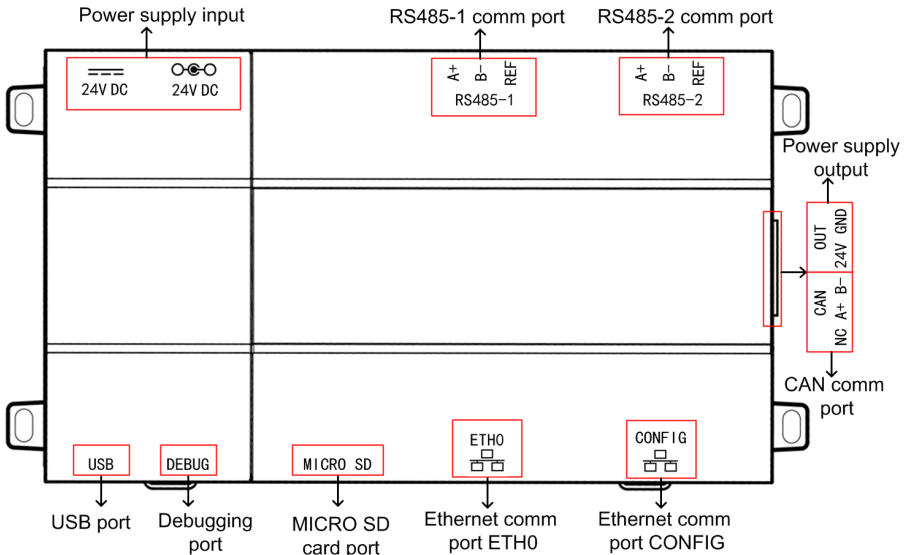 Power supply input
RS485-1 comm port
RS485-2 comm port
24V DC
24V DC
A+
B-
REF
RS485-1
A+
B-
REF
RS485-2
Power supply
output
OUT
24V GND
CAN
NC A+ B-
CAN comm
port
USB
DEBUG
MICRO SD
ETH0
CONFIG
USB port
Debugging
port
MICRO SD
card port
Ethernet comm
port ETH0
Ethernet comm
port CONFIG